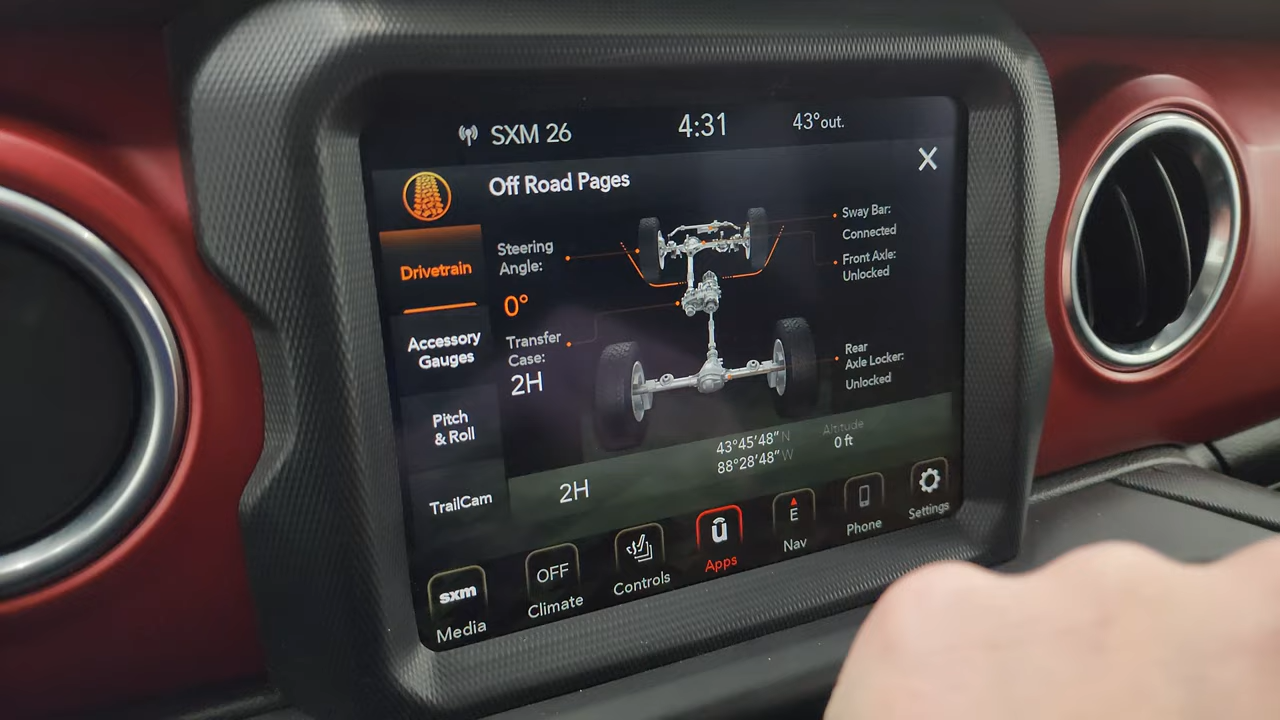 SXM 26
4:31
43°out.
Off Road Pages
Drivetrain
Accessory
Gauges
Pitch
& Roll
TrailCam
Steering
Angle:
0°
Transfer
Case:
2H
Sway Bar:
Connected
Front Axle:
Unlocked
Rear
Axle Locker:
Unlocked
2H
43°45'48" N
88°28'48" W
Altitude
0 ft
sxm
Media
OFF
Climate
Controls
û
Apps
E
Nav
Phone
Settings